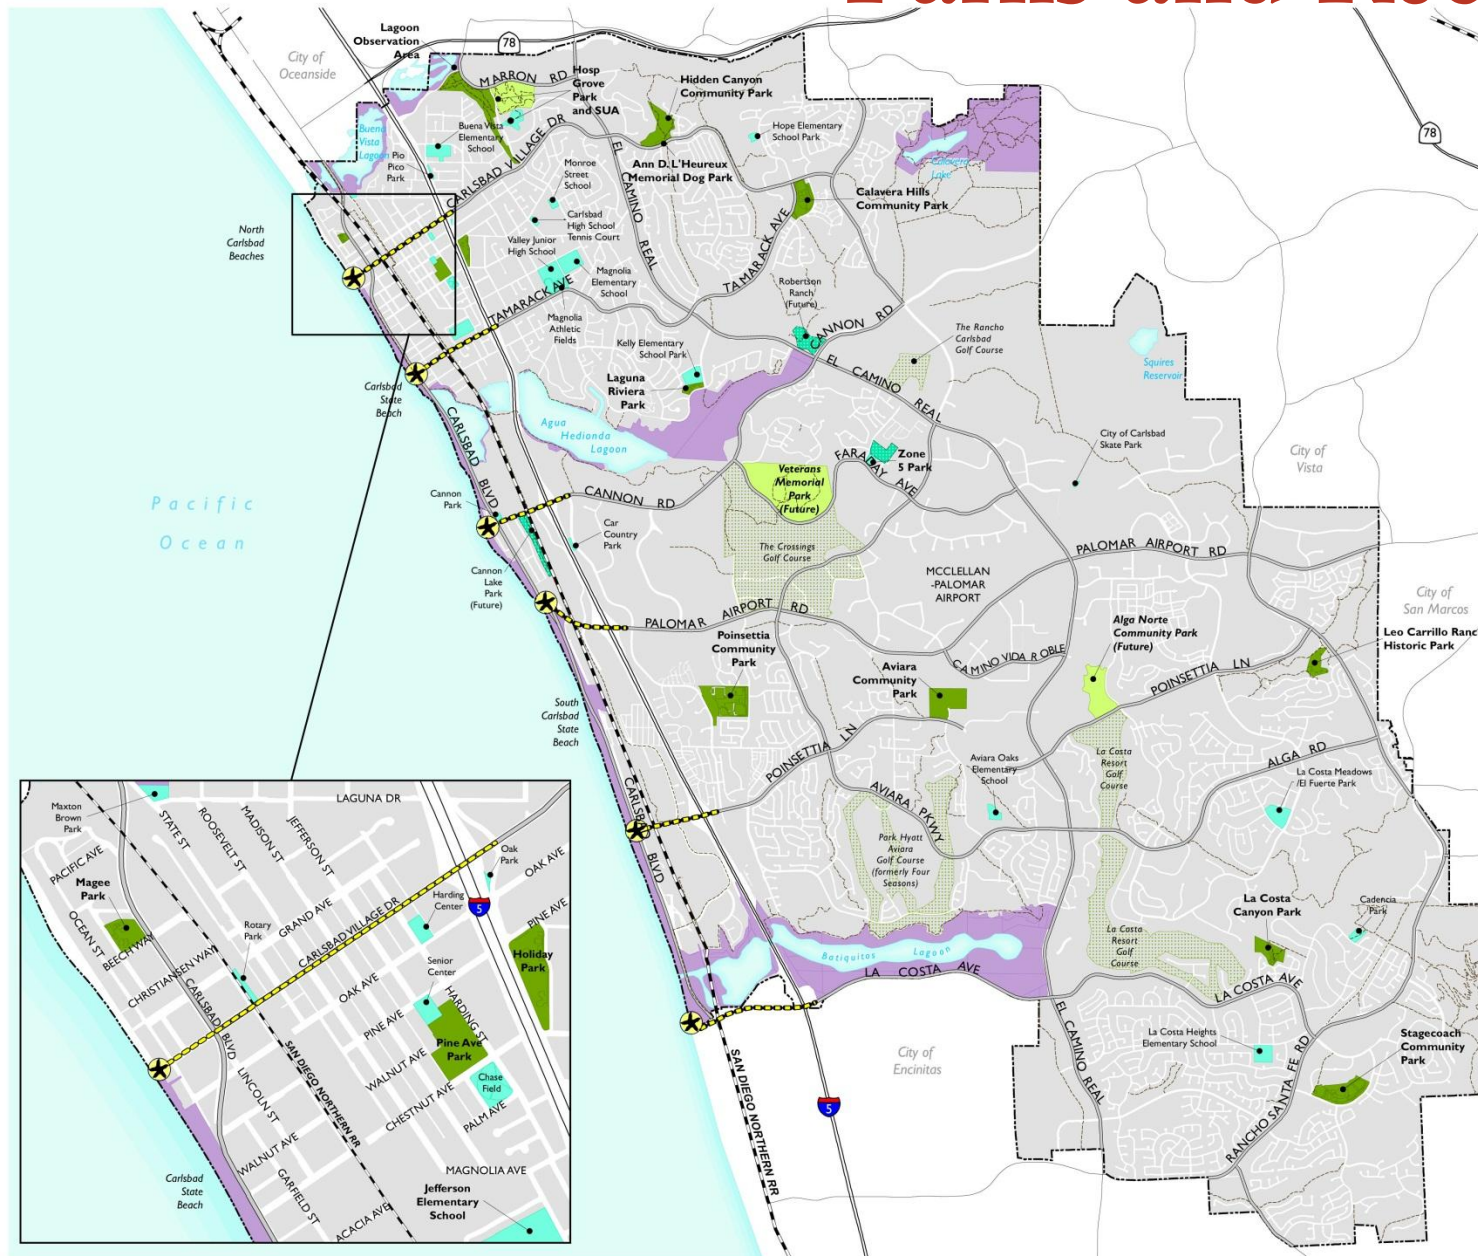 Lagoon
Observation
Area
78
City of
Oceanside
MARRON RD
Hosp
Grove
Park
and SUA
Hidden Canyon
Community Park
78
Buena
Vista
Lagoon
Buena Vista
Elementary
School
Pio
Pico
Park
CARLSBAD VILLAGE DR
Hope Elementary
School Park
Calavera
Lake
Ann D. L'Heureux
Memorial Dog Park
Monroe
Street
School
EL CAMINO REAL
Calavera Hills
Community Park
Carlsbad
High School
Tennis Court
North
Carlsbad
Beaches
Valley Junior
High School
Magnolia
Elementary
School
TAMARACK AVE
TAMARACK AVE
Robertson
Ranch
(Future)
Magnolia
Athletic
Fields
CANNON RD
The Rancho
Carlsbad
Golf Course
Kelly Elementary
School Park
Squires
Reservoir
Laguna
Riviera
Park
EL CAMINO REAL
Carlsbad
State
Beach
CARLSBAD BLVD
Agua
Hedionda
Lagoon
City of Carlsbad
Skate Park
City of
Vista
Zone
5 Park
FARADAY AVE
Veterans
Memorial
Park
(Future)
Pacific
Ocean
Cannon
Park
CANNON RD
Car
Country
Park
The Crossings
Golf Course
PALOMAR AIRPORT RD
Cannon
Lake
Park
(Future)
MCCLELLAN
-PALOMAR
AIRPORT
City of
San Marcos
PALOMAR AIRPORT RD
Alga Norte
Community Park
(Future)
Leo Carrillo Ranc
Historic Park
Poinsettia
Community
Park
Aviara
Community
Park
CAMINO VIDA ROBLE
POINSETTIA LN
South
Carlsbad
State
Beach
POINSETTIA LN
La Costa
Resort
Golf
Course
ALGA RD
Aviara Oaks
Elementary
School
La Costa Meadows
/El Fuerte Park
AVIARA PKWY
CARLSBAD BLVD
Park Hyatt
Aviara
Golf Course
(formerly Four
Seasons)
La Costa
Canyon Park
Cadencia
Park
La Costa
Resort
Golf
Course
Batiquitos Lagoon
LA COSTA AVE
LA COSTA AVE
EL CAMINO REAL
La Costa Heights
Elementary School
Stagecoach
Community
Park
RANCHO SANTA FE RD
City of
Encinitas
SAN DIEGO NORTHERN RR
5
LAGUNA DR
Maxton
Brown
Park
STATE ST
ROOSEVELT ST
MADISON ST
JEFFERSON ST
PACIFIC AVE
Oak
Park
OAK AVE
Magee
Park
Harding
Center
5
GRAND AVE
CARLSBAD VILLAGE DR
OCEAN ST
BEECH WAY
Rotary
Park
PINE AVE
Holiday
Park
CHRISTIANSEN WAY
Senior
Center
OAK AVE
HARDING ST
CARLSBAD BLVD
PINE AVE
Pine Ave
Park
SAN DIEGO NORTHERN RR
WALNUT AVE
Chase
Field
LINCOLN ST
CHESTNUT AVE
PALM AVE
WALNUT AVE
MAGNOLIA AVE
Carlsbad
State
Beach
GARFIELD ST
Jefferson
Elementary
School
ACACIA AVE